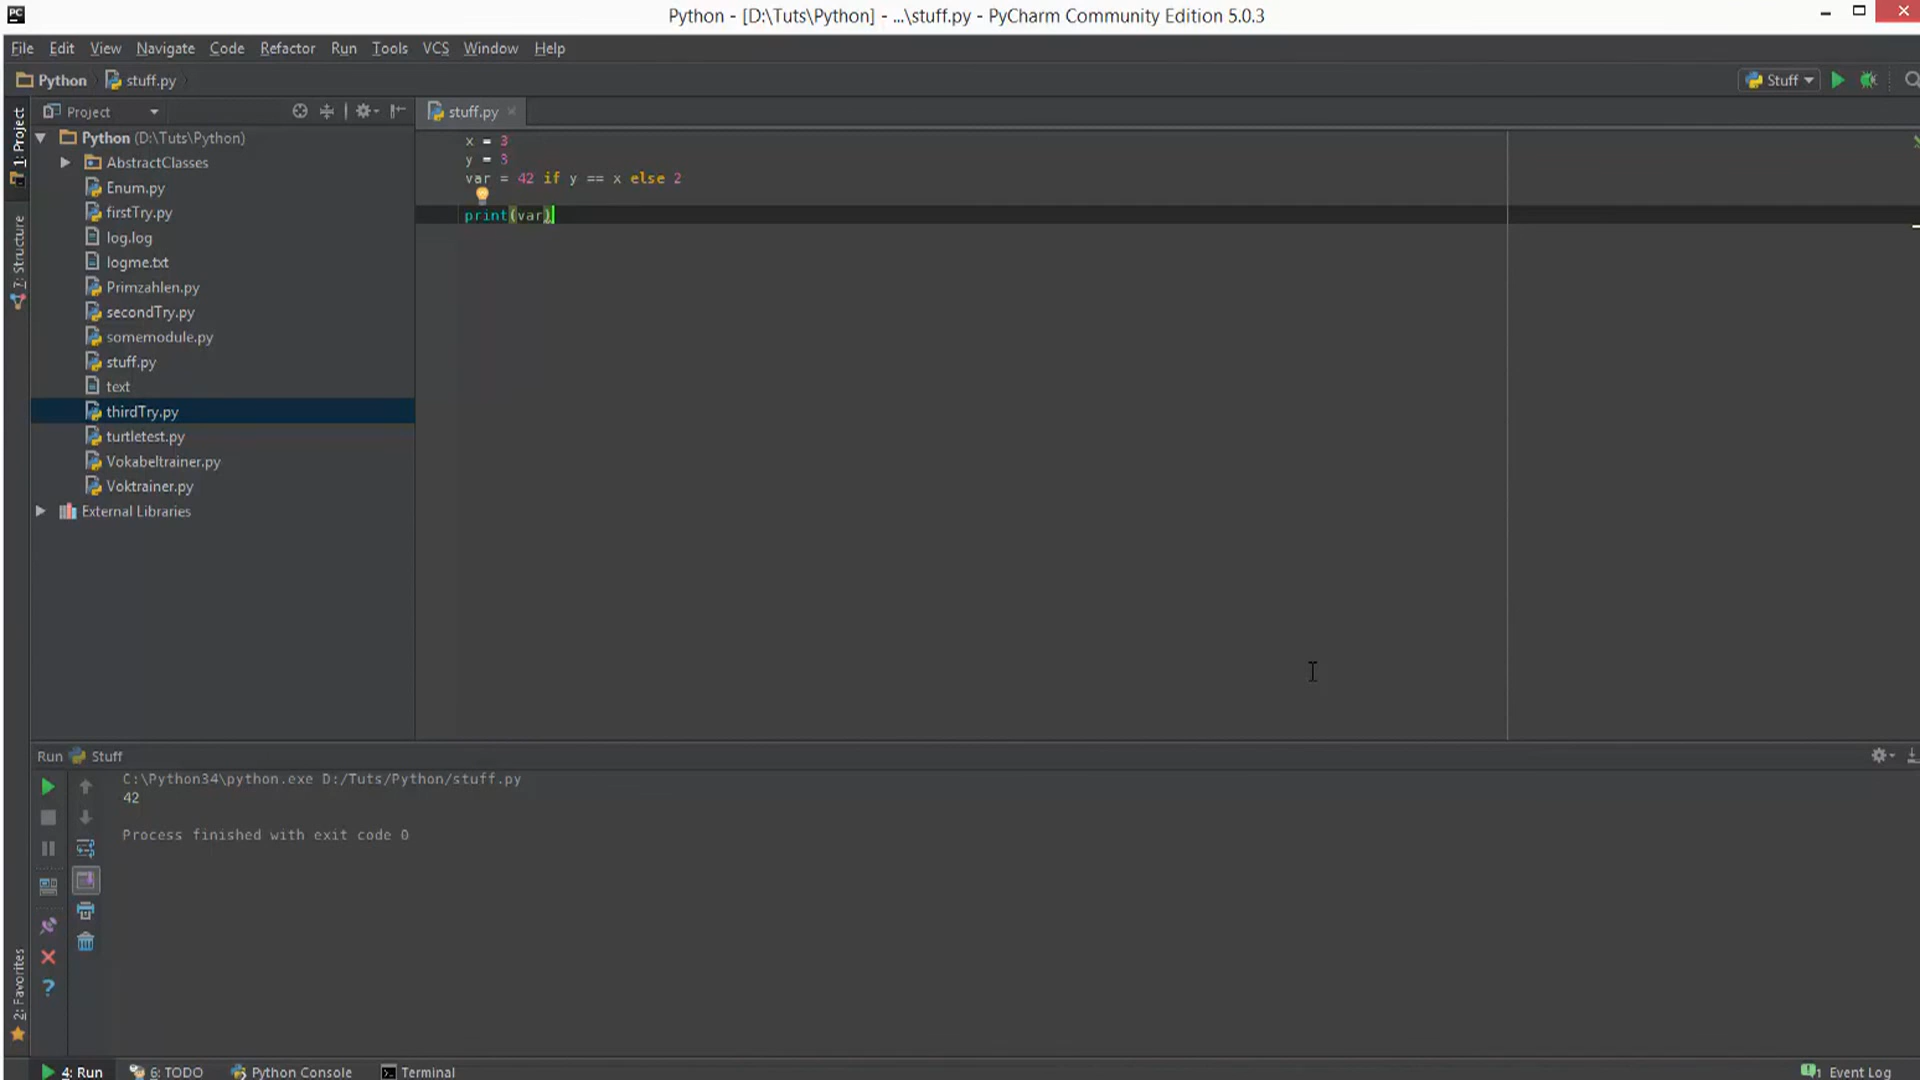 PC
Python - [D:\Tuts\Python] - ...\stuff.py - PyCharm Community Edition 5.0.3
File Edit View Navigate Code Refactor Run Tools VCS Window Help
Python stuff.py
Stuff
1: Project
7: Structure
2: Favorites
Project
Python (D:\Tuts\Python)
AbstractClasses
Enum.py
firstTry.py
log.log
logme.txt
Primzahlen.py
secondTry.py
somemodule.py
stuff.py
text
thirdTry.py
turtletest.py
Vokabeltrainer.py
Voktrainer.py
External Libraries
stuff.py
x = 3
y = 3
var = 42 if y == x else 2
print(var)
Run Stuff
C:\Python34\python.exe D:/Tuts/Python/stuff.py
42
Process finished with exit code 0
4: Run 6: TODO Python Console Terminal
1 Event Log